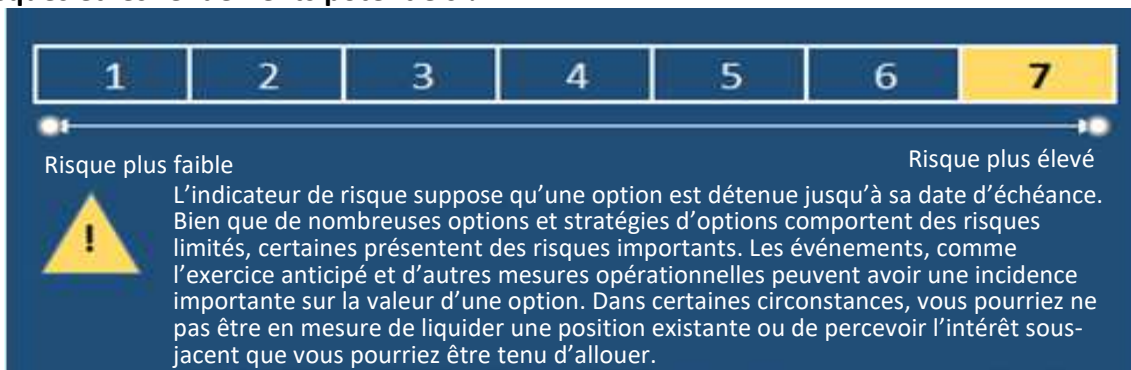 1 2 3 4 5 6 7
Risque plus faible
Risque plus élevé
!
L’indicateur de risque suppose qu’une option est détenue jusqu’à sa date d’échéance.
Bien que de nombreuses options et stratégies d’options comportent des risques
limités, certaines présentent des risques importants. Les événements, comme
l’exercice anticipé et d’autres mesures opérationnelles peuvent avoir une incidence
importante sur la valeur d’une option. Dans certaines circonstances, vous pourriez ne
pas être en mesure de liquider une position existante ou de percevoir l’intérêt sous-
jacent que vous pourriez être tenu d’allouer.